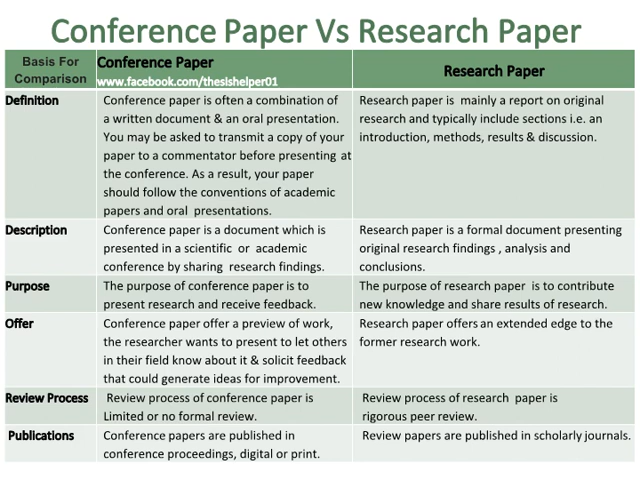 Conference Paper Vs Research Paper
Basis For
Comparison
Conference Paper
www.facebook.com/thesishelper01
Research Paper
Definition
Conference paper is often a combination of
a written document & an oral presentation.
You may be asked to transmit a copy of your
paper to a commentator before presenting at
the conference. As a result, your paper
should follow the conventions of academic
papers and oral presentations.
Research paper is mainly a report on original
research and typically include sections i.e. an
introduction, methods, results & discussion.
Description
Conference paper is a document which is
presented in a scientific or academic
conference by sharing research findings.
Research paper is a formal document presenting
original research findings , analysis and
conclusions.
Purpose
The purpose of conference paper is to
present research and receive feedback.
The purpose of research paper is to contribute
new knowledge and share results of research.
Offer
Conference paper offer a preview of work,
the researcher wants to present to let others
in their field know about it & solicit feedback
that could generate ideas for improvement.
Research paper offers an extended edge to the
former research work.
Review Process
Review process of conference paper is
Limited or no formal review.
Review process of research paper is
rigorous peer review.
Publications
Conference papers are published in
conference proceedings, digital or print.
Review papers are published in scholarly journals.